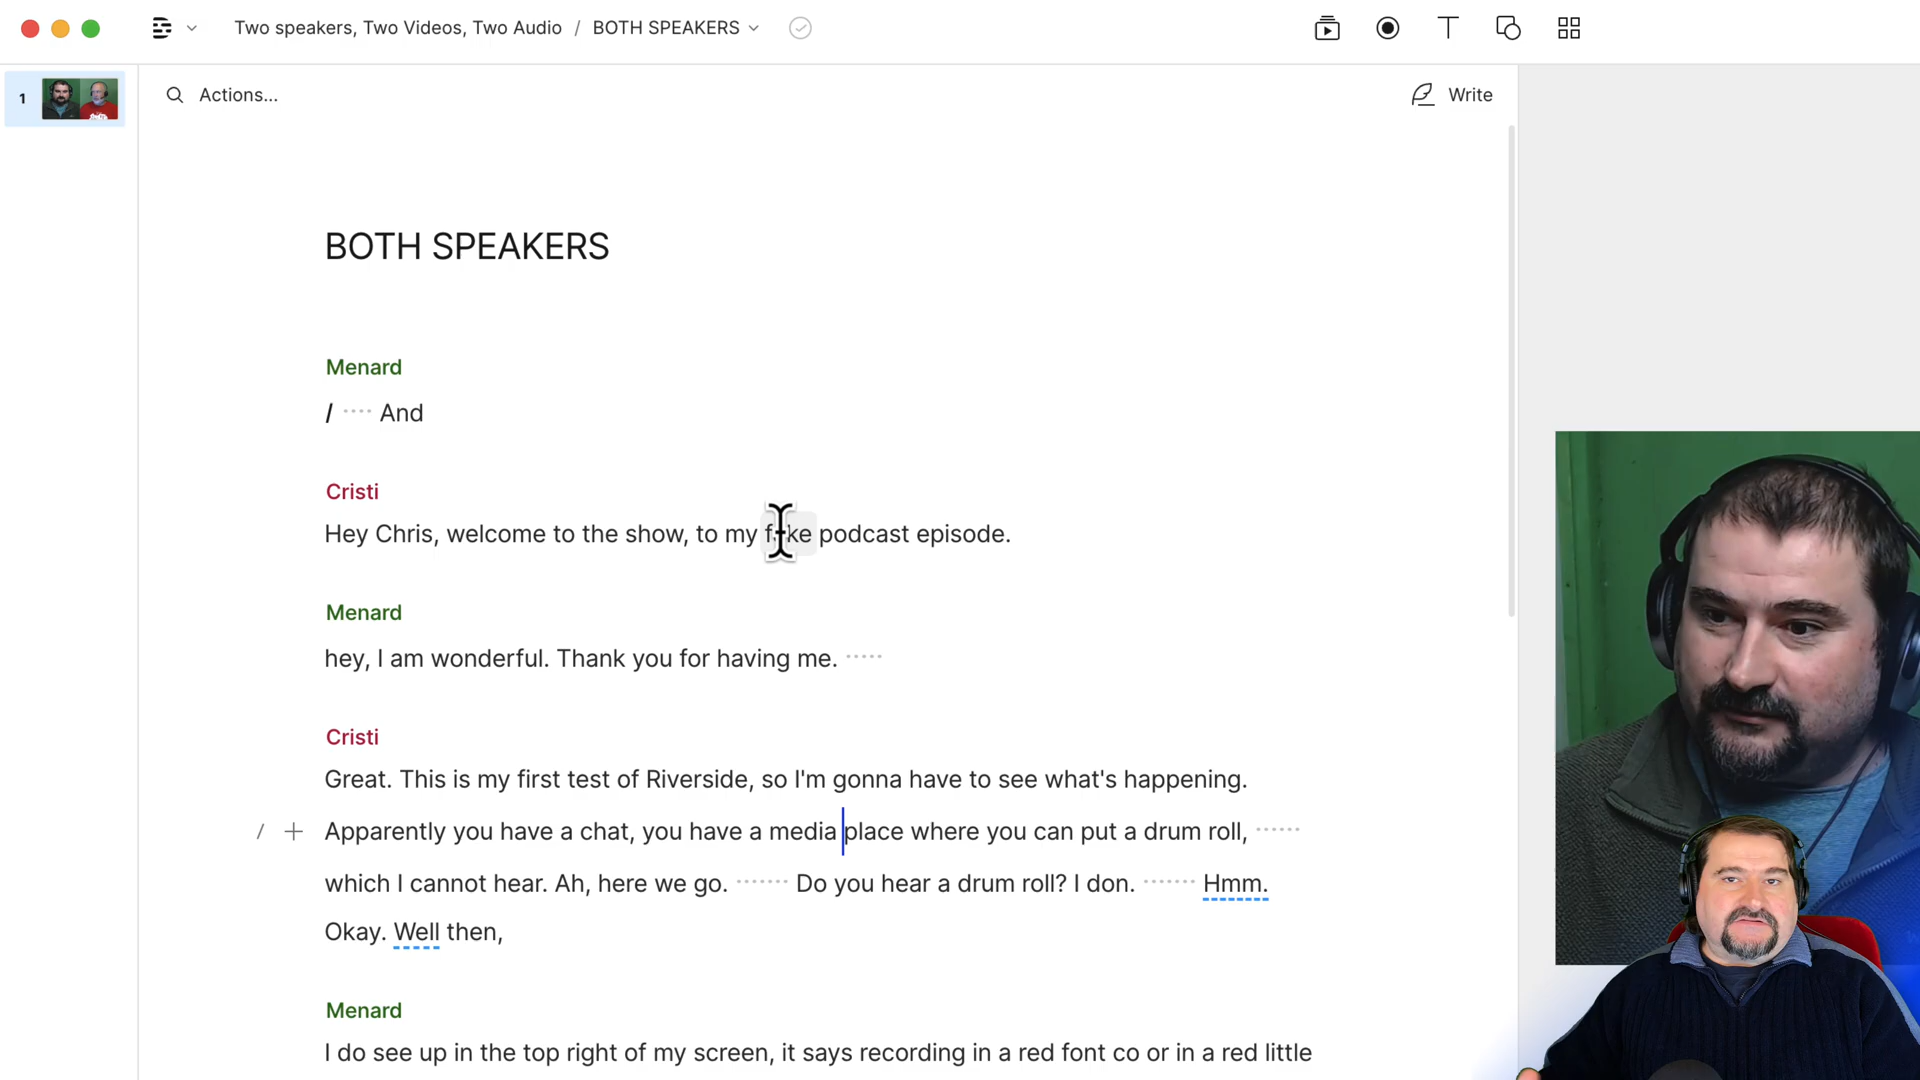 Two speakers, Two Videos, Two Audio / BOTH SPEAKERS
1
Actions...
Write
BOTH SPEAKERS
Menard
/ ···· And
Cristi
Hey Chris, welcome to the show, to my fake podcast episode.
Menard
hey, I am wonderful. Thank you for having me. ·····
Cristi
Great. This is my first test of Riverside, so I'm gonna have to see what's happening.
/ + Apparently you have a chat, you have a media place where you can put a drum roll, ······
which I cannot hear. Ah, here we go. ······· Do you hear a drum roll? I don. ······· Hmm.
Okay. Well then,
Menard
I do see up in the top right of my screen, it says recording in a red font co or in a red little